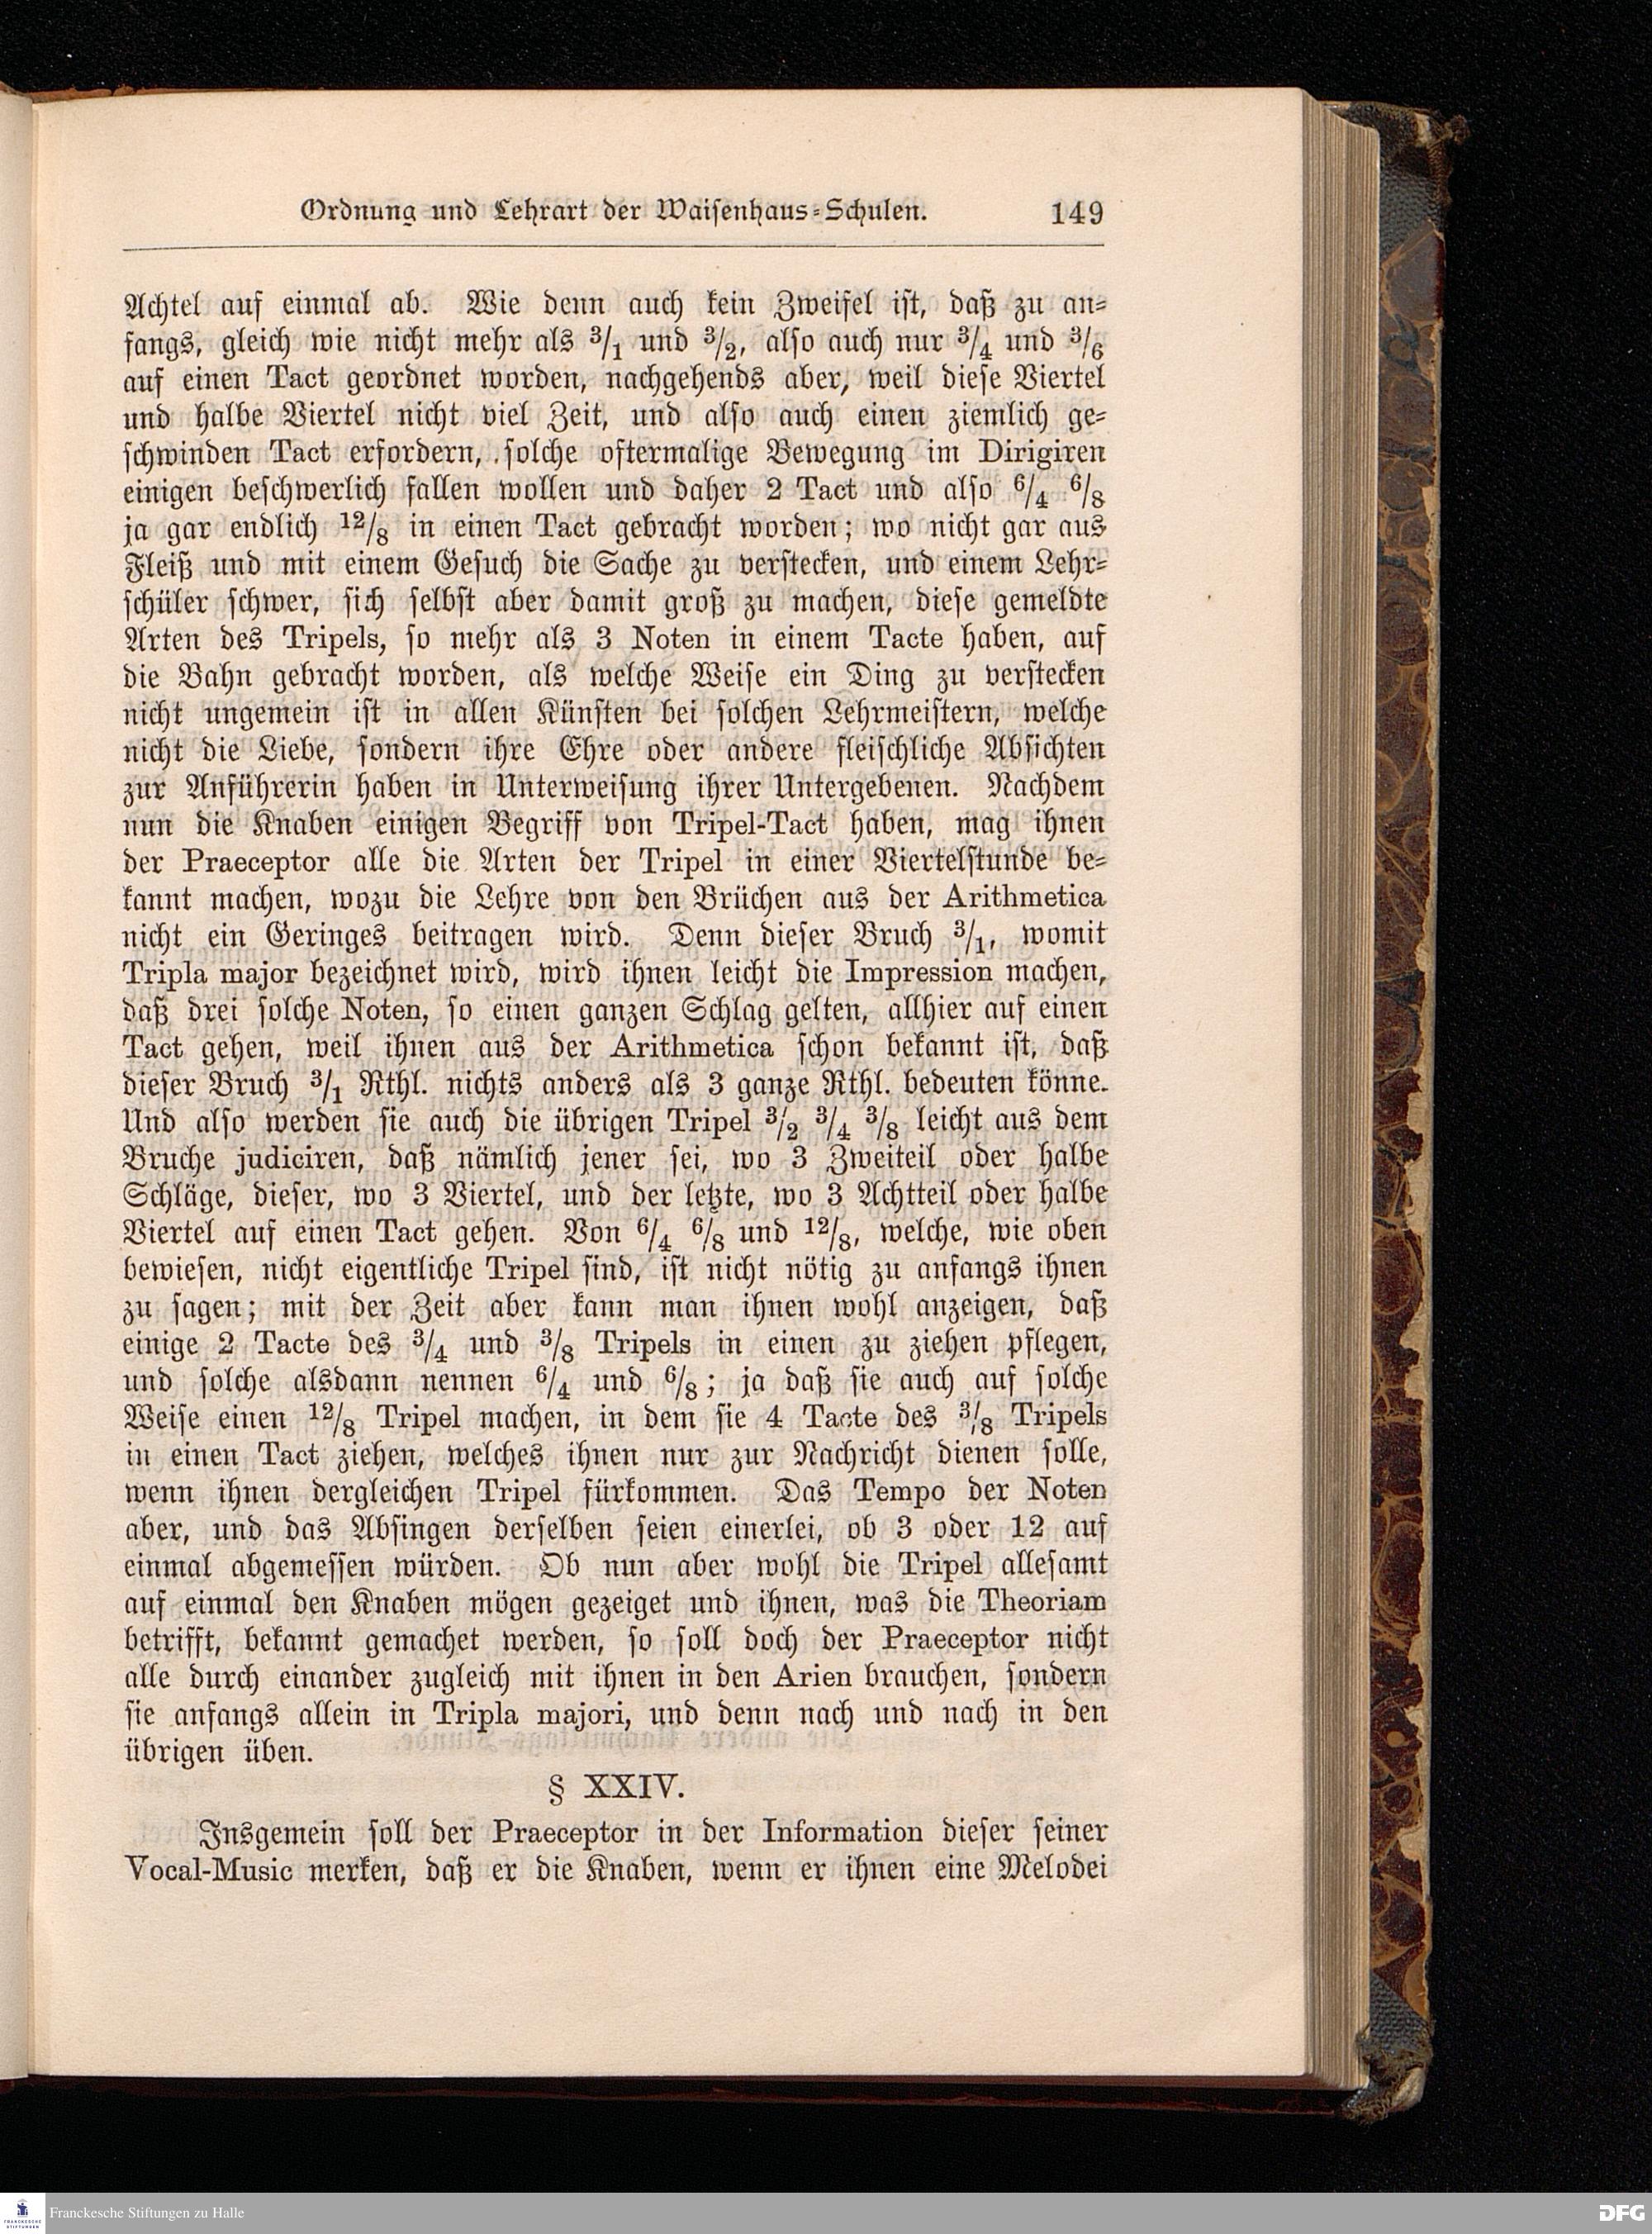 Ordnung und Lehrart der Waisenhaus-Schulen. 149
Achtel auf einmal ab. Wie denn auch kein Zweifel ist, daß zu an-
fangs, gleich wie nicht mehr als 3/1 und 3/2, also auch nur 3/4 und 3/6
auf einen Tact geordnet worden, nachgehends aber, weil diese Viertel
und halbe Viertel nicht viel Zeit, und also auch einen ziemlich ge-
schwinden Tact erfordern, solche oftermalige Bewegung im Dirigiren
einigen beschwerlich fallen wollen und daher 2 Tact und also 6/4 6/8
ja gar endlich 12/8 in einen Tact gebracht worden; wo nicht gar aus
Fleiß und mit einem Gesuch die Sache zu verstecken, und einem Lehr-
schüler schwer, sich selbst aber damit groß zu machen, diese gemeldte
Arten des Tripels, so mehr als 3 Noten in einem Tacte haben, auf
die Bahn gebracht worden, als welche Weise ein Ding zu verstecken
nicht ungemein ist in allen Künsten bei solchen Lehrmeistern, welche
nicht die Liebe, sondern ihre Ehre oder andere fleischliche Absichten
zur Anführerin haben in Unterweisung ihrer Untergebenen. Nachdem
nun die Knaben einigen Begriff von Tripel-Tact haben, mag ihnen
der Praeceptor alle die Arten der Tripel in einer Viertelstunde be-
kannt machen, wozu die Lehre von den Brüchen aus der Arithmetica
nicht ein Geringes beitragen wird. Denn dieser Bruch 3/1, womit
Tripla major bezeichnet wird, wird ihnen leicht die Impression machen,
daß drei solche Noten, so einen ganzen Schlag gelten, allhier auf einen
Tact gehen, weil ihnen aus der Arithmetica schon bekannt ist, daß
dieser Bruch 3/1 Rthl. nichts anders als 3 ganze Rthl. bedeuten könne.
Und also werden sie auch die übrigen Tripel 3/2 3/4 3/8 leicht aus dem
Bruche judiciren, daß nämlich jener sei, wo 3 Zweiteil oder halbe
Schläge, dieser, wo 3 Viertel, und der letzte, wo 3 Achtteil oder halbe
Viertel auf einen Tact gehen. Von 6/4 6/8 und 12/8, welche, wie oben
bewiesen, nicht eigentliche Tripel sind, ist nicht nötig zu anfangs ihnen
zu sagen; mit der Zeit aber kann man ihnen wohl anzeigen, daß
einige 2 Tacte des 3/4 und 3/8 Tripels in einen zu ziehen pflegen,
und solche alsdann nennen 6/4 und 6/8; ja daß sie auch auf solche
Weise einen 12/8 Tripel machen, in dem sie 4 Tacte des 3/8 Tripels
in einen Tact ziehen, welches ihnen nur zur Nachricht dienen solle,
wenn ihnen dergleichen Tripel fürkommen. Das Tempo der Noten
aber, und das Absingen derselben seien einerlei, ob 3 oder 12 auf
einmal abgemessen würden. Ob nun aber wohl die Tripel allesamt
auf einmal den Knaben mögen gezeiget und ihnen, was die Theoriam
betrifft, bekannt gemachet werden, so soll doch der Praeceptor nicht
alle durch einander zugleich mit ihnen in den Arien brauchen, sondern
sie anfangs allein in Tripla majori, und denn nach und nach in den
übrigen üben.
§ XXIV.
Insgemein soll der Praeceptor in der Information dieser seiner
Vocal-Music merken, daß er die Knaben, wenn er ihnen eine Melodei
FRANCKESCHE
STIFTUNGEN
Franckesche Stiftungen zu Halle
DFG